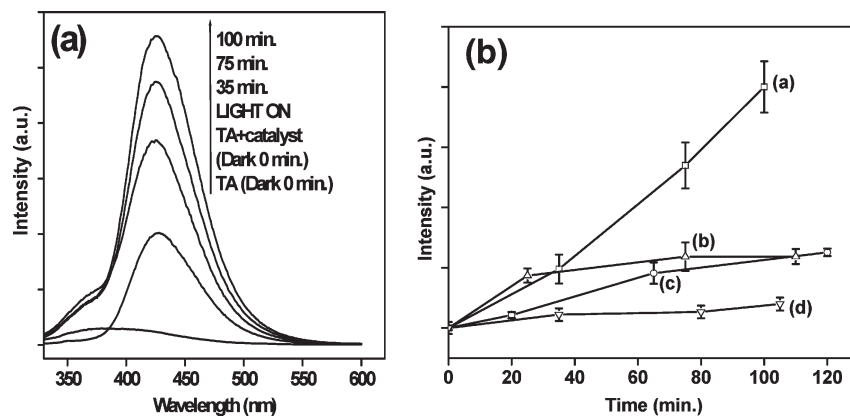 (a)
100 min.
75 min.
35 min.
LIGHT ON
TA+catalyst
(Dark 0 min.)
TA (Dark 0 min.)
Intensity (a.u.)
350 400 450 500 550 600
Wavelength (nm)
(b)
(a)
(b)
(c)
(d)
Intensity (a.u.)
0 20 40 60 80 100 120
Time (min.)